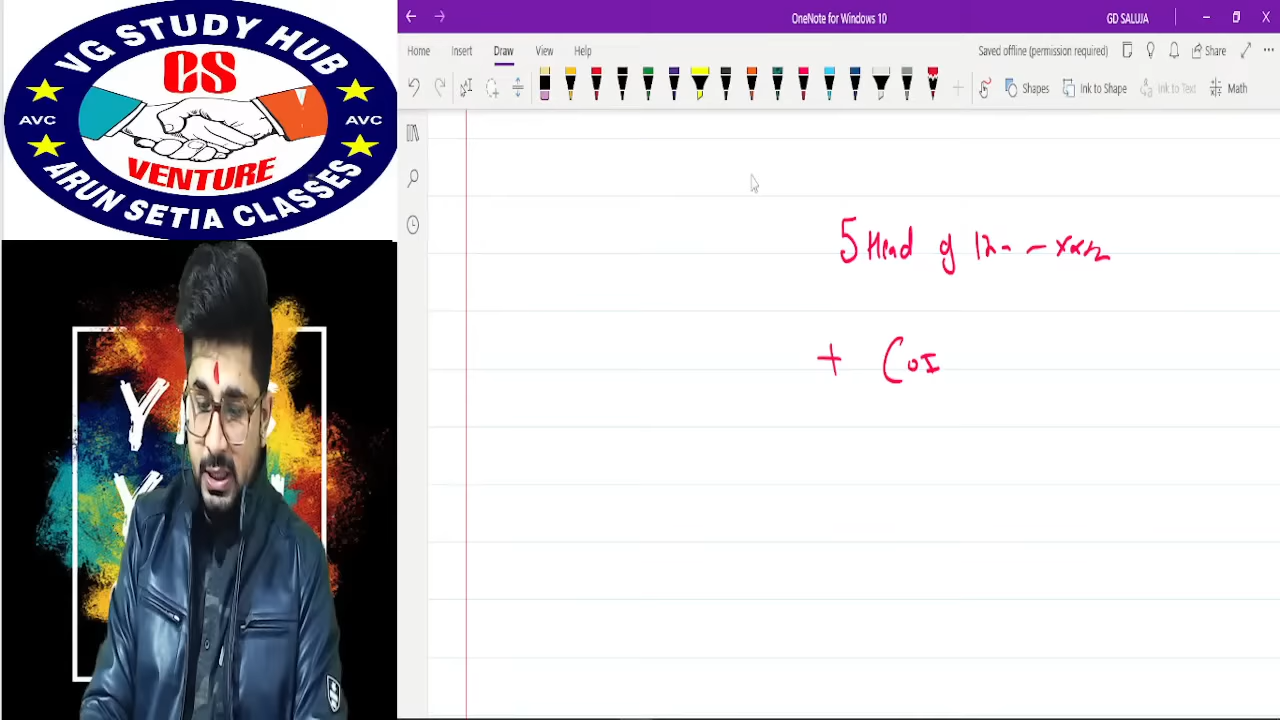 VG STUDY HUB
CS
AVC
AVC
VENTURE
ARUN SETIA CLASSES
OneNote for Windows 10
GD SALUJA
Home Insert Draw View Help
Saved offline (permission required)
Share
Shapes
Ink to Shape
Ink to Text
Math
5 Head of
+ CoI
Y
Y